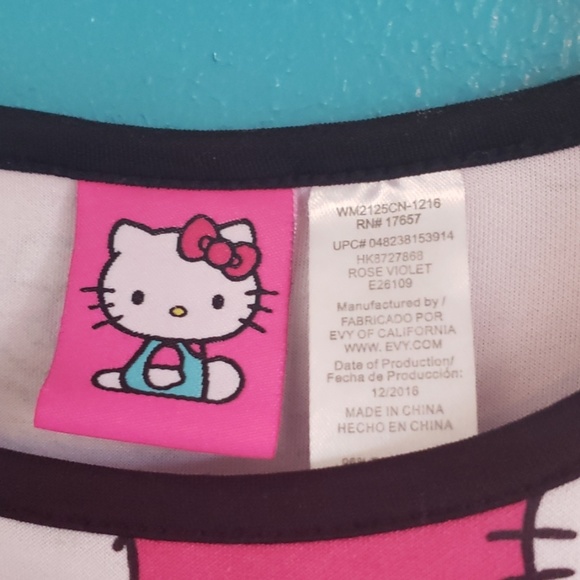 WM2125CN-1216
RN# 17657
UPC# 048238153914
HK8727868
ROSE VIOLET
E26109
Manufactured by /
FABRICADO POR
EVY OF CALIFORNIA
WWW. EVY.COM
Date of Production/
Fecha de Producción:
12/2016
MADE IN CHINA
HECHO EN CHINA